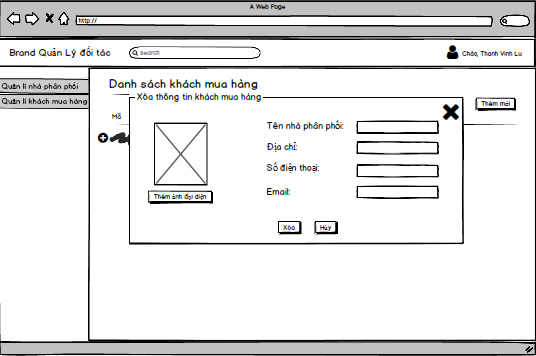 A Web Page
http://
Brand Quản Lý đối tác
search
Chào, Thanh Vinh Lu
Quản lí nhà phân phối
Quản lí khách mua hàng
Danh sách khách mua hàng
Thêm mới
Mã
Xóa thông tin khách mua hàng
Tên nhà phân phối:
Địa chỉ:
Số điện thoại:
Email:
Thêm ảnh đại diện
Xóa
Hủy